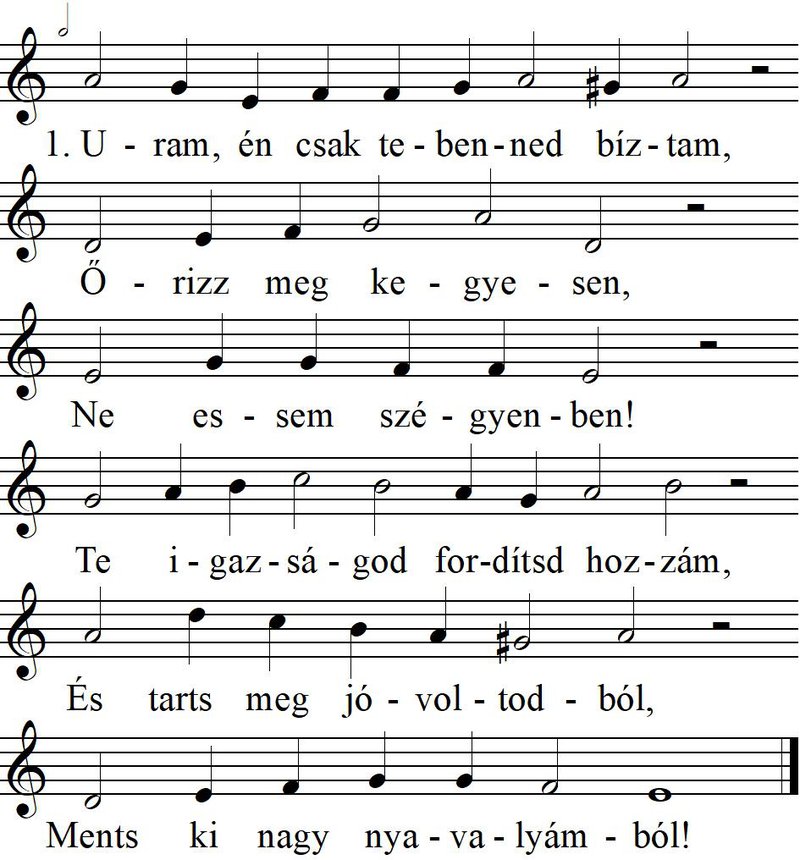 1. U - ram, én csak te - ben - ned bíz - tam,
Ő - rizz meg ke - gye - sen,
Ne es - sem szé - gyen - ben!
Te i - gaz - sá - god for - dítsd hoz - zám,
És tarts meg jó - vol - tod - ból,
Ments ki nagy nya - va - lyám - ból!